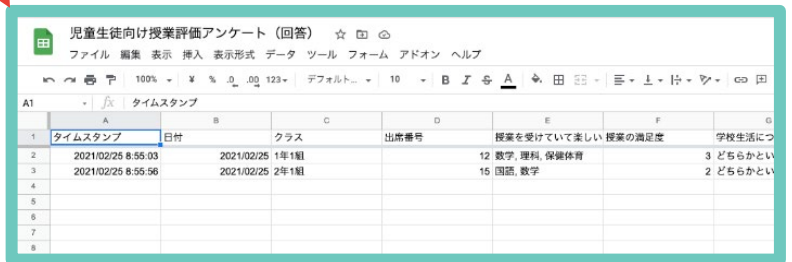 児童生徒向け授業評価アンケート（回答）
ファイル 編集 表示 挿入 表示形式 データ ツール フォーム アドオン ヘルプ
100% ¥ % .0 .00 123 デフォルト... 10 B I S A
A1 fx タイムスタンプ
A B C D E F G
1 タイムスタンプ 日付 クラス 出席番号 授業を受けていて楽しい 授業の満足度 学校生活につ
2 2021/02/25 8:55:03 2021/02/25 1年1組 12 数学, 理科, 保健体育 3 どちらかとい
3 2021/02/25 8:55:56 2021/02/25 2年1組 15 国語, 数学 2 どちらかとい
4
5
6
7
8